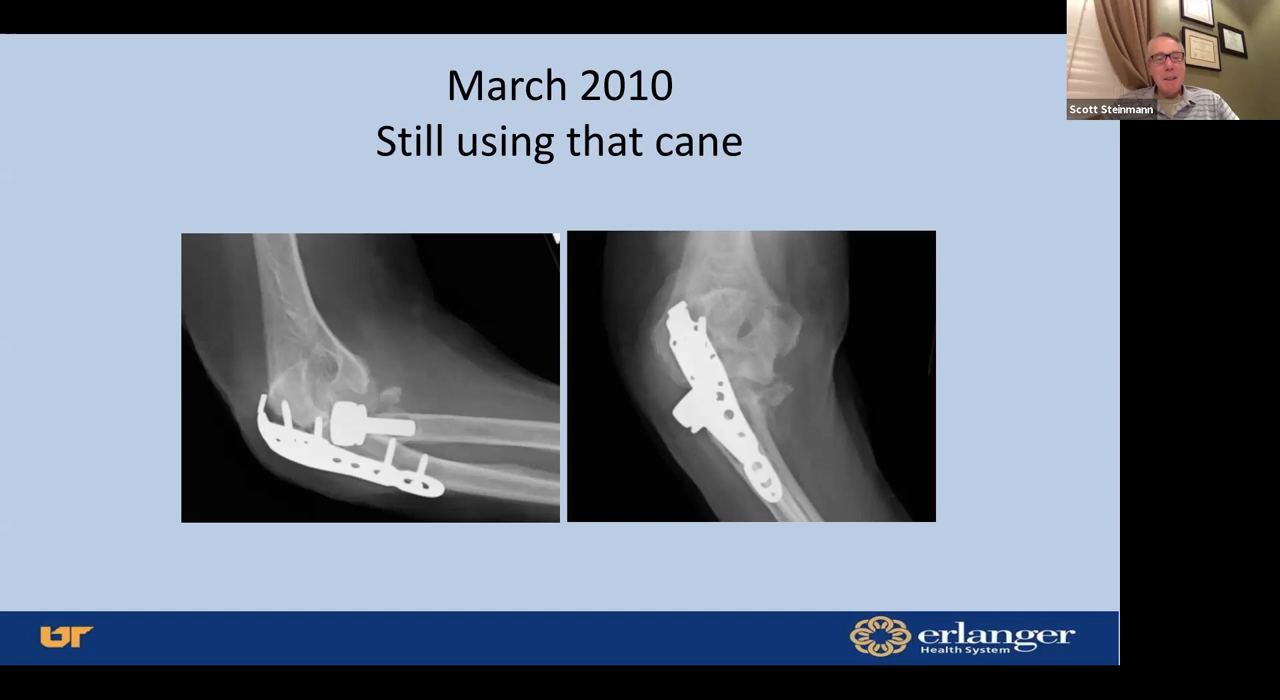 March 2010
Still using that cane
Scott Steinmann
UT
erlanger
Health System